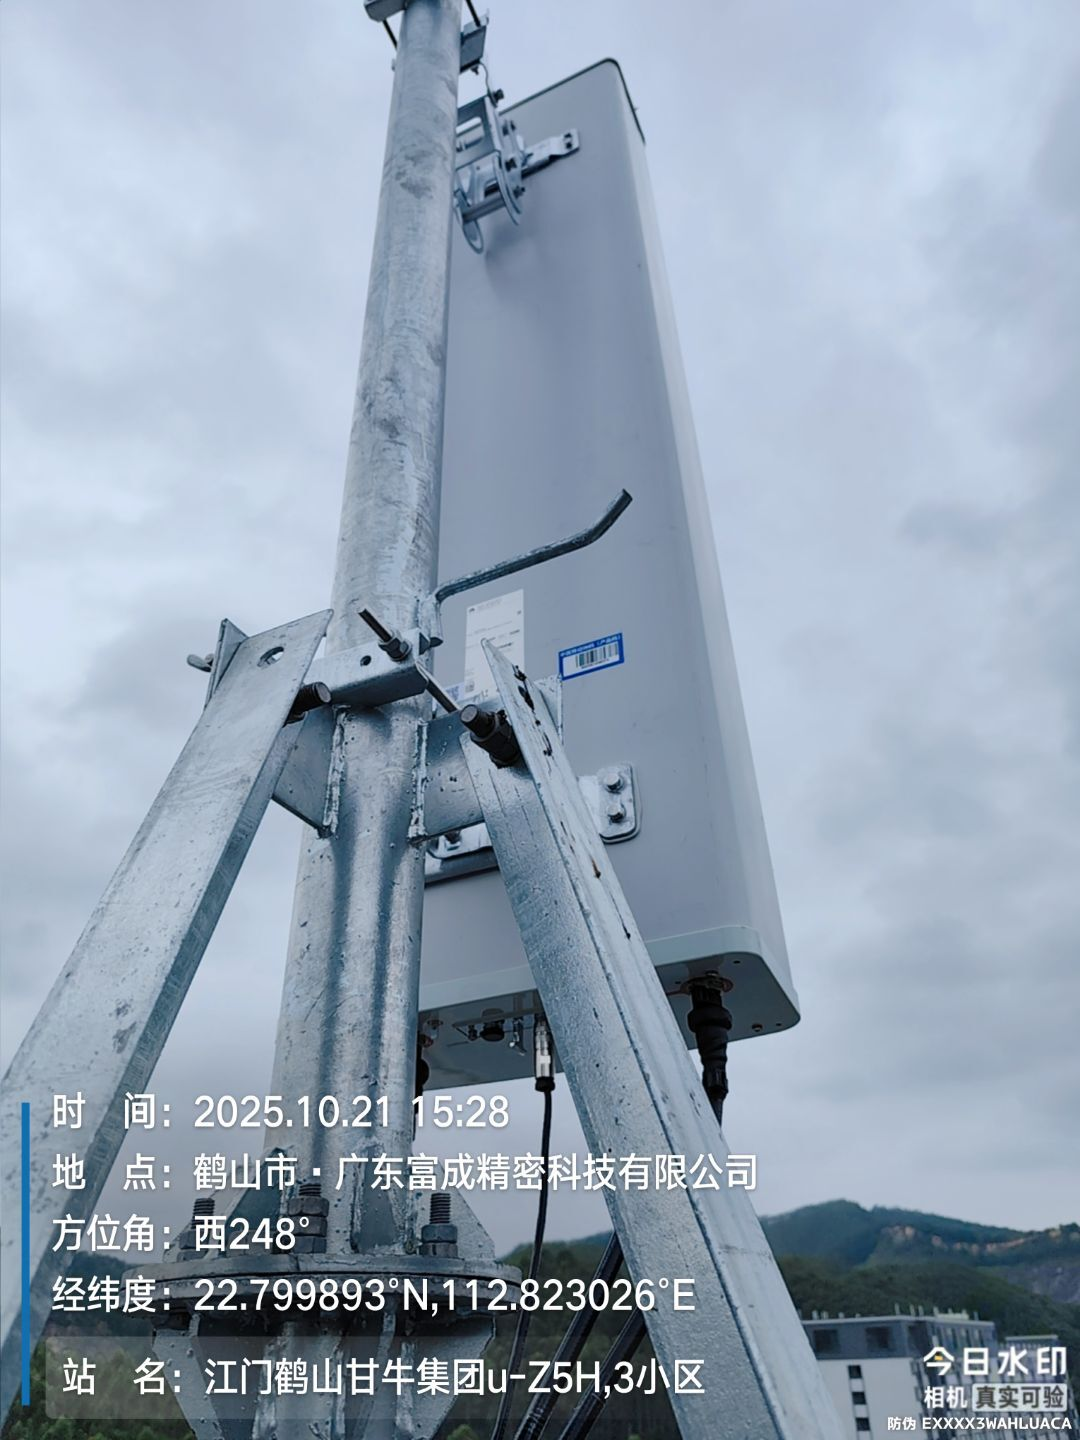 时 间：2025.10.21 15:28
地 点：鹤山市·广东富成精密科技有限公司
方位角：西248°
经纬度：22.799893°N,112.823026°E
站 名：江门鹤山甘牛集团u-Z5H,3小区
今日水印
相机 真实可验
防伪 EXXXX3WAHLUACA